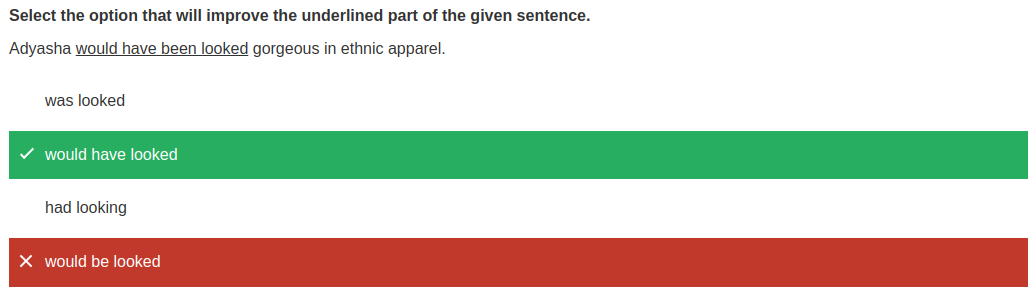 Select the option that will improve the underlined part of the given sentence.
Adyasha would have been looked gorgeous in ethnic apparel.
was looked
would have looked
had looking
would be looked